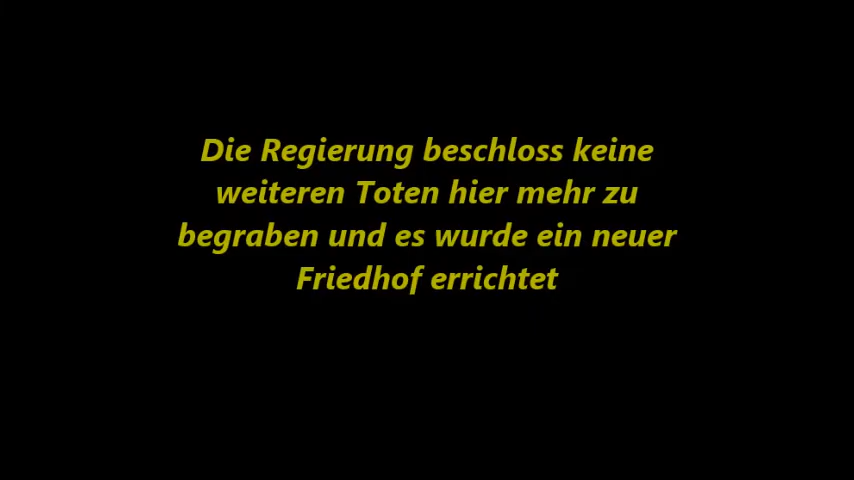 Die Regierung beschloss keine
weiteren Toten hier mehr zu
begraben und es wurde ein neuer
Friedhof errichtet